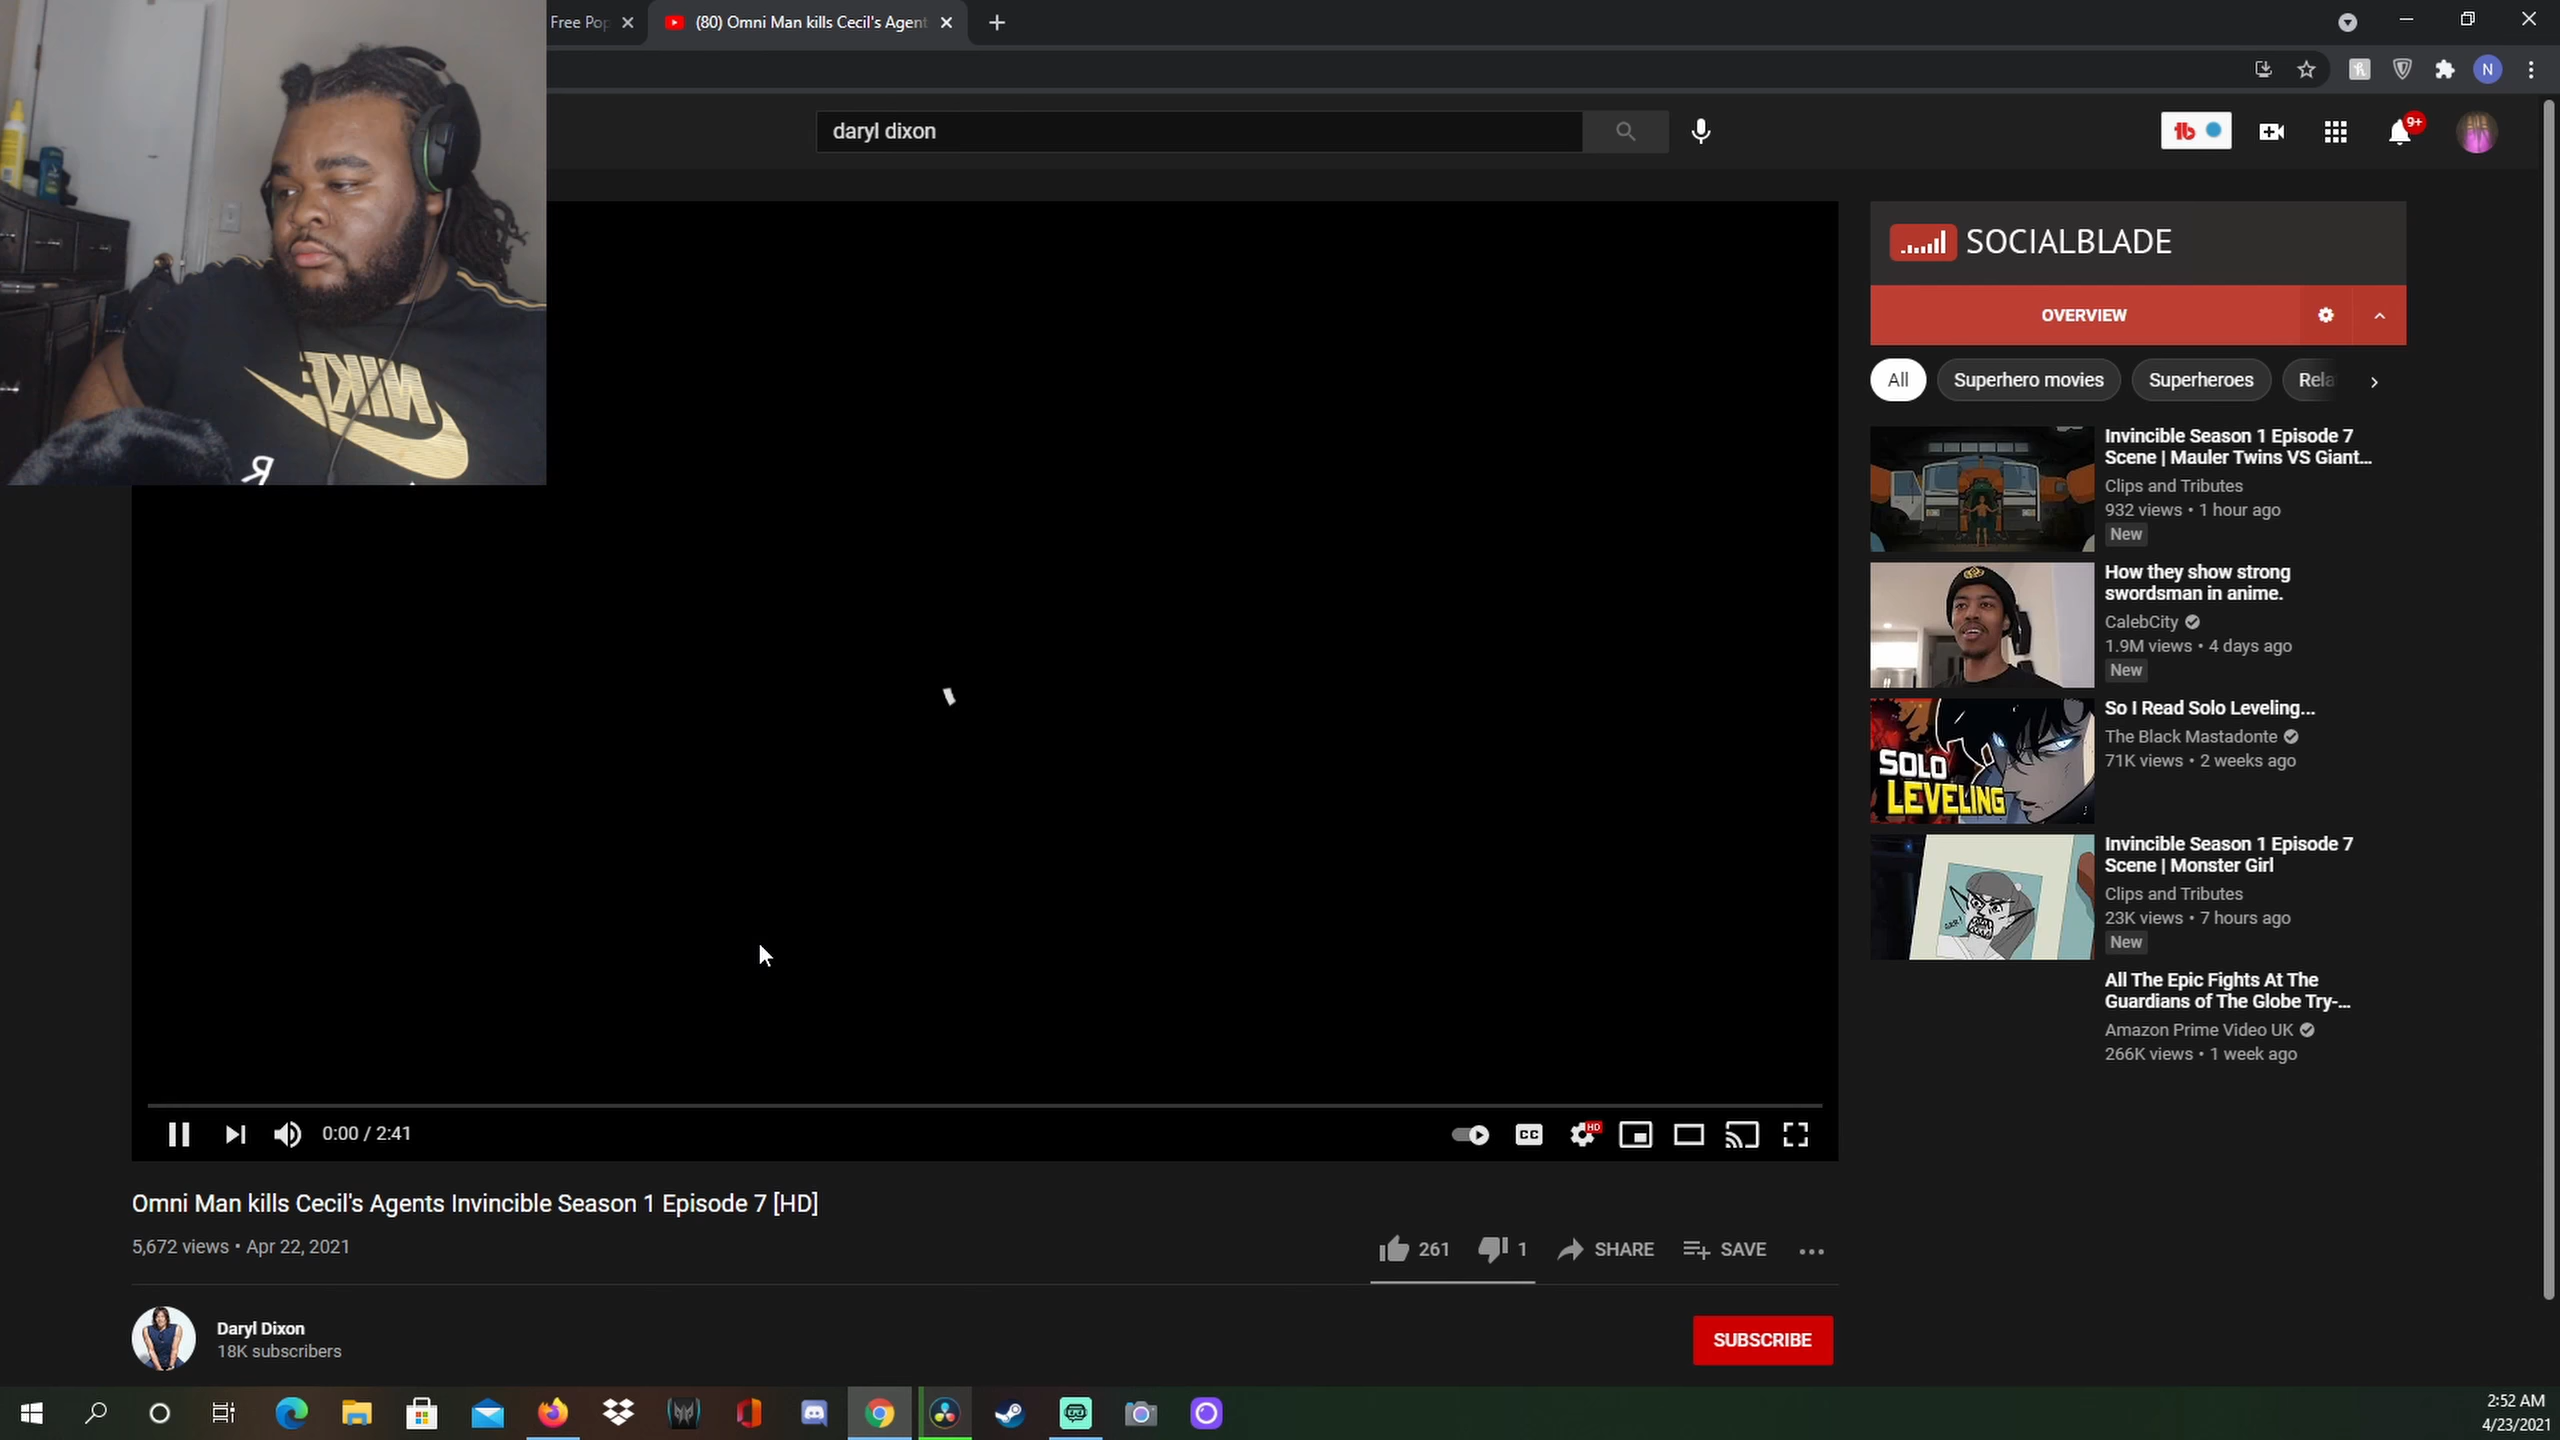 Free Pop
(80) Omni Man kills Cecil's Agent
N
daryl dixon
9+
SOCIALBLADE
OVERVIEW
All
Superhero movies
Superheroes
Rela
Invincible Season 1 Episode 7
Scene | Mauler Twins VS Giant...
Clips and Tributes
932 views • 1 hour ago
New
How they show strong
swordsman in anime.
CalebCity
1.9M views • 4 days ago
New
SOLO
LEVELING
So I Read Solo Leveling...
The Black Mastadonte
71K views • 2 weeks ago
Invincible Season 1 Episode 7
Scene | Monster Girl
Clips and Tributes
23K views • 7 hours ago
New
All The Epic Fights At The
Guardians of The Globe Try-...
Amazon Prime Video UK
266K views • 1 week ago
NIKE
R
0:00 / 2:41
CC
HD
Omni Man kills Cecil's Agents Invincible Season 1 Episode 7 [HD]
5,672 views • Apr 22, 2021
261
1
SHARE
SAVE
Daryl Dixon
18K subscribers
SUBSCRIBE
2:52 AM
4/23/2021